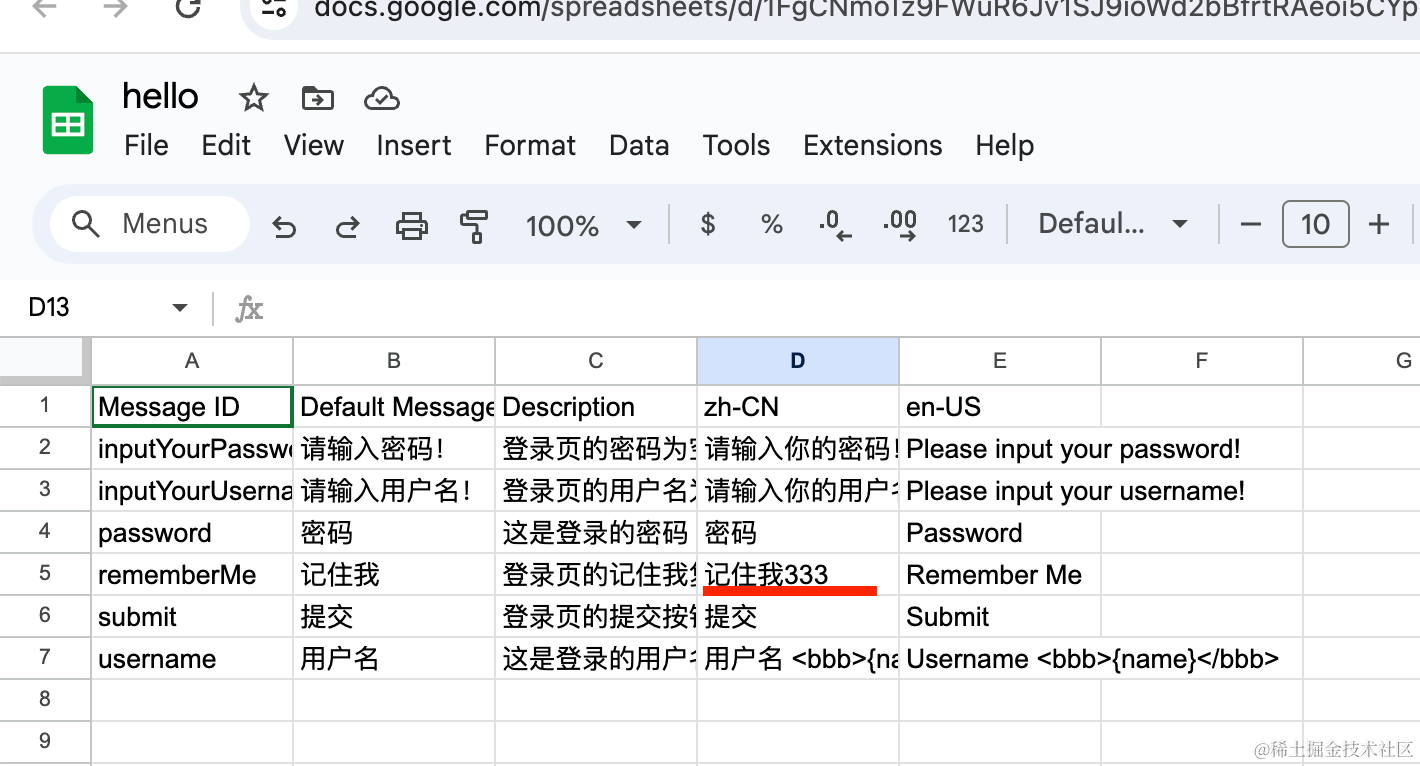 docs.google.com/spreadsheets/d/
hello
File Edit View Insert Format Data Tools Extensions Help
Menus 100% $ % .0 .00 123 Defaul... 10
D13 fx
A B C D E F G
1 Message ID Default Message Description zh-CN en-US
2 inputYourPassw 请输入密码！ 登录页的密码为 请输入你的密码！ Please input your password!
3 inputYourUserna 请输入用户名！ 登录页的用户名 请输入你的用户 Please input your username!
4 password 密码 这是登录的密码 密码 Password
5 rememberMe 记住我 登录页的记住我 记住我333 Remember Me
6 submit 提交 登录页的提交按 提交 Submit
7 username 用户名 这是登录的用户 用户名 <bbb>{na Username <bbb>{name}</bbb>
8
9
@稀土掘金技术社区